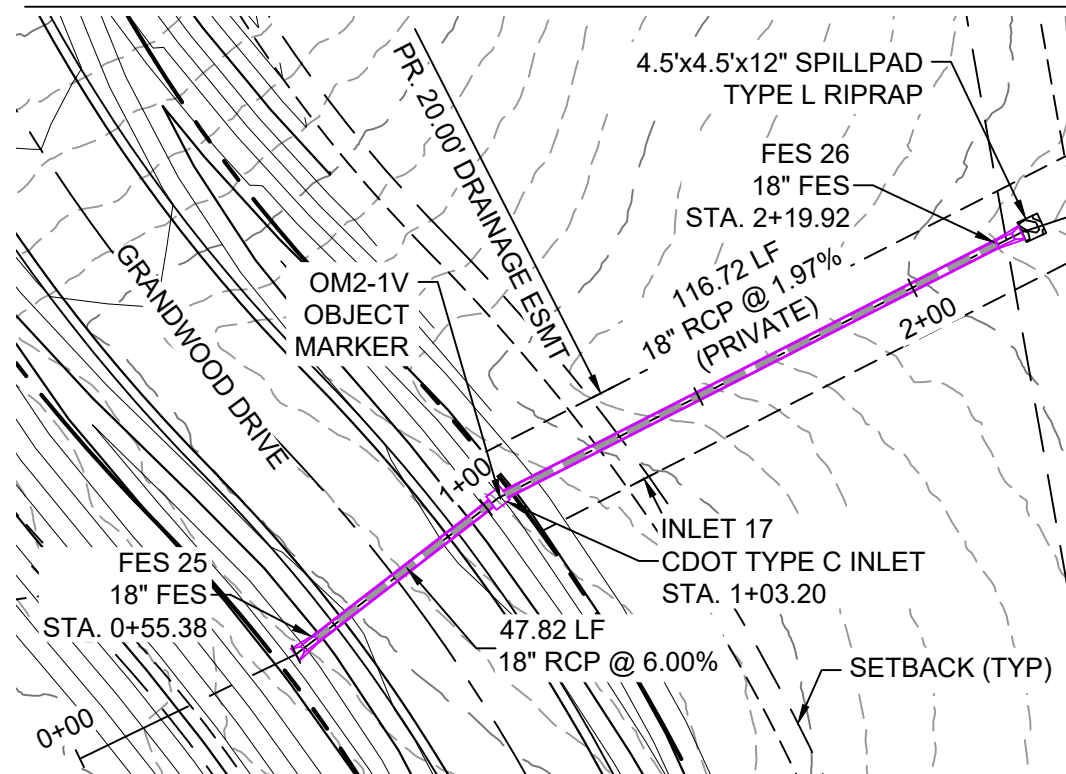 4.5'x4.5'x12" SPILLPAD
TYPE L RIPRAP
PR. 20.00' DRAINAGE ESMT
FES 26
18" FES
STA. 2+19.92
GRANDWOOD DRIVE
OM2-1V
OBJECT
MARKER
116.72 LF
18" RCP @ 1.97%
(PRIVATE)
2+00
1+00
INLET 17
CDOT TYPE C INLET
STA. 1+03.20
FES 25
18" FES
STA. 0+55.38
47.82 LF
18" RCP @ 6.00%
SETBACK (TYP)
0+00